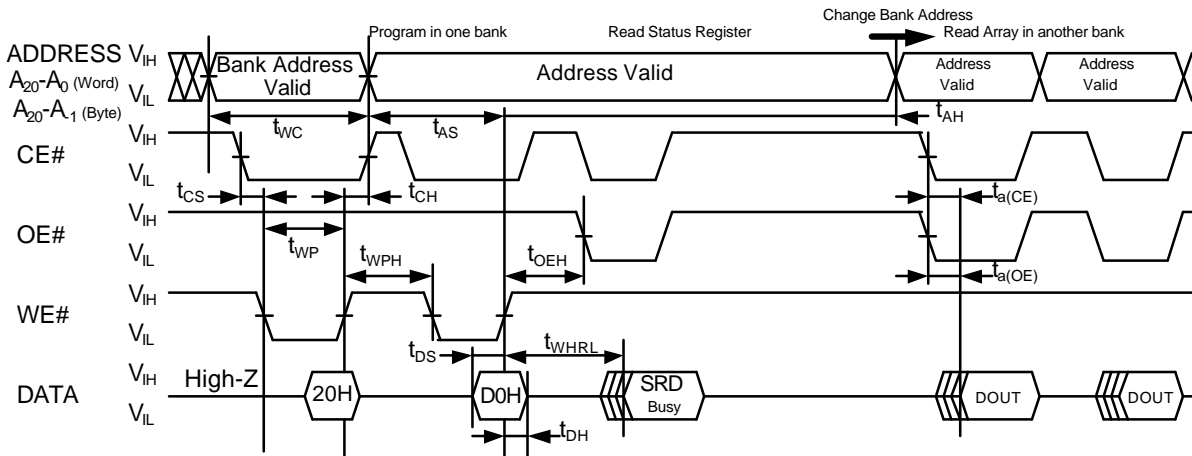 Change Bank Address
Program in one bank Read Status Register Read Array in another bank
ADDRESS VIH
A20-A0 (Word)
A20-A-1 (Byte)
VIL
Bank Address
Valid
Address Valid
Address
Valid
Address
Valid
tWC tAS tAH
CE# VIH
VIL
tCS tCH ta(CE)
OE# VIH
VIL
tWP tWPH tOEH ta(OE)
WE# VIH
VIL
tDS tWHRL
DATA VIH
VIL
High-Z 20H D0H SRD
Busy
DOUT DOUT
tDH